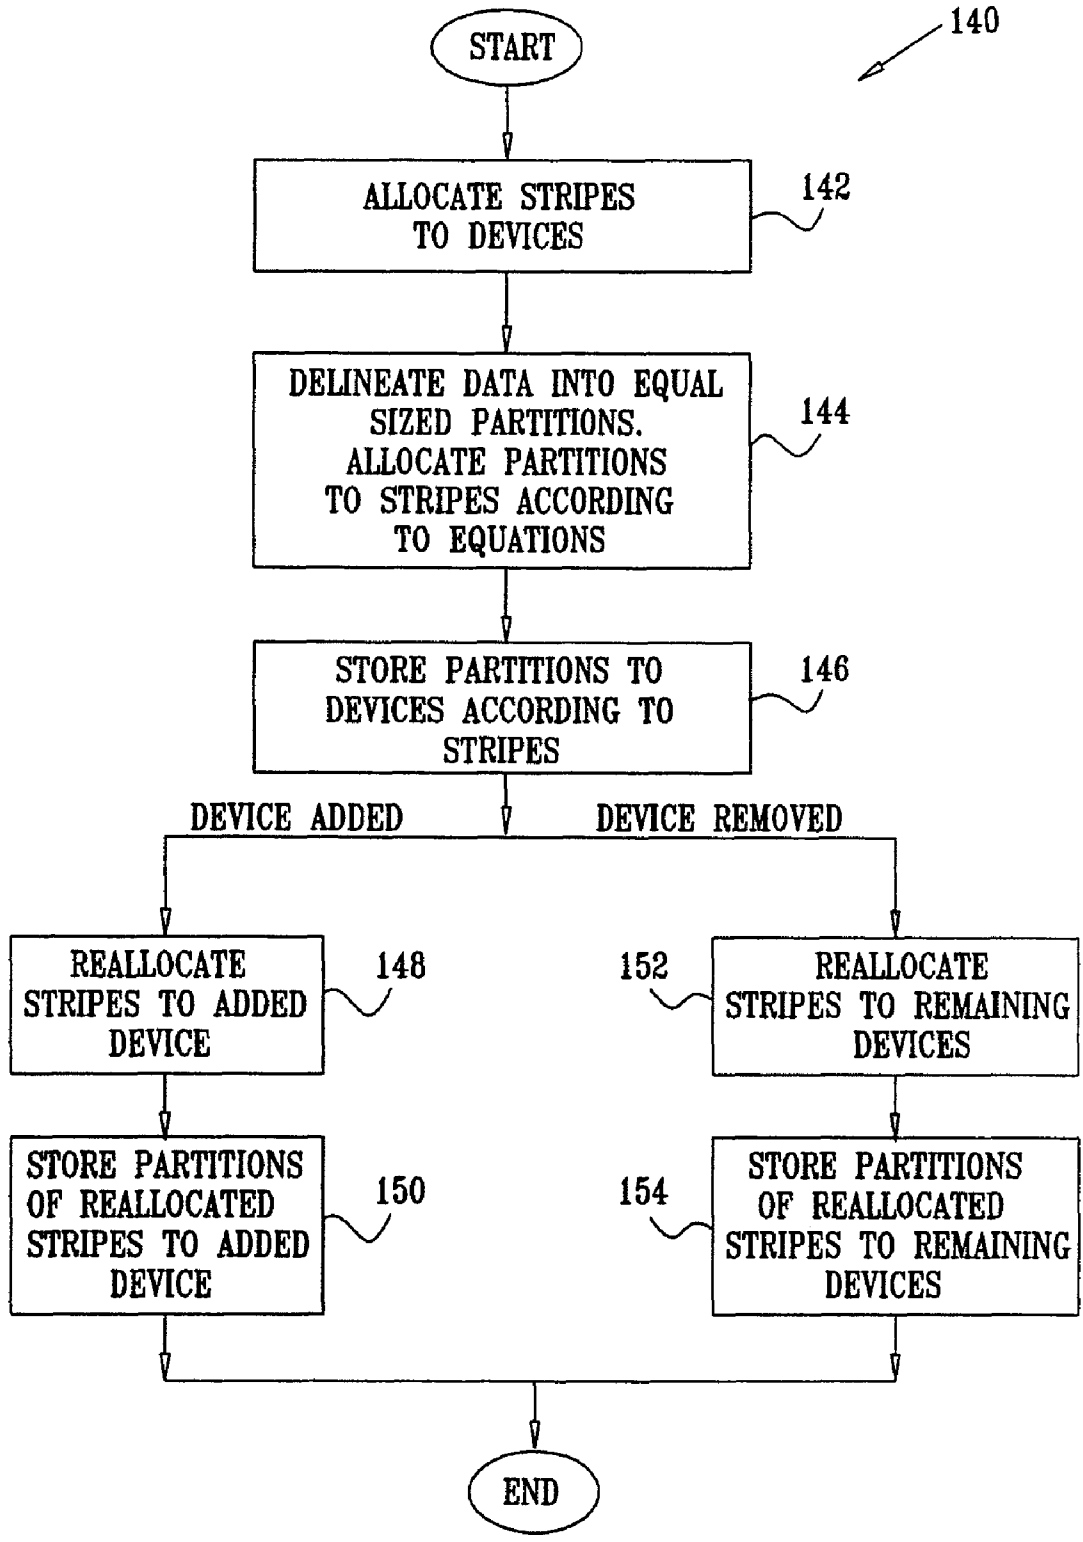 START
140
ALLOCATE STRIPES
TO DEVICES
142
DELINEATE DATA INTO EQUAL
SIZED PARTITIONS.
ALLOCATE PARTITIONS
TO STRIPES ACCORDING
TO EQUATIONS
144
STORE PARTITIONS TO
DEVICES ACCORDING TO
STRIPES
146
DEVICE ADDED
DEVICE REMOVED
REALLOCATE
STRIPES TO ADDED
DEVICE
148
152
REALLOCATE
STRIPES TO REMAINING
DEVICES
STORE PARTITIONS
OF REALLOCATED
STRIPES TO ADDED
DEVICE
150
154
STORE PARTITIONS
OF REALLOCATED
STRIPES TO REMAINING
DEVICES
END